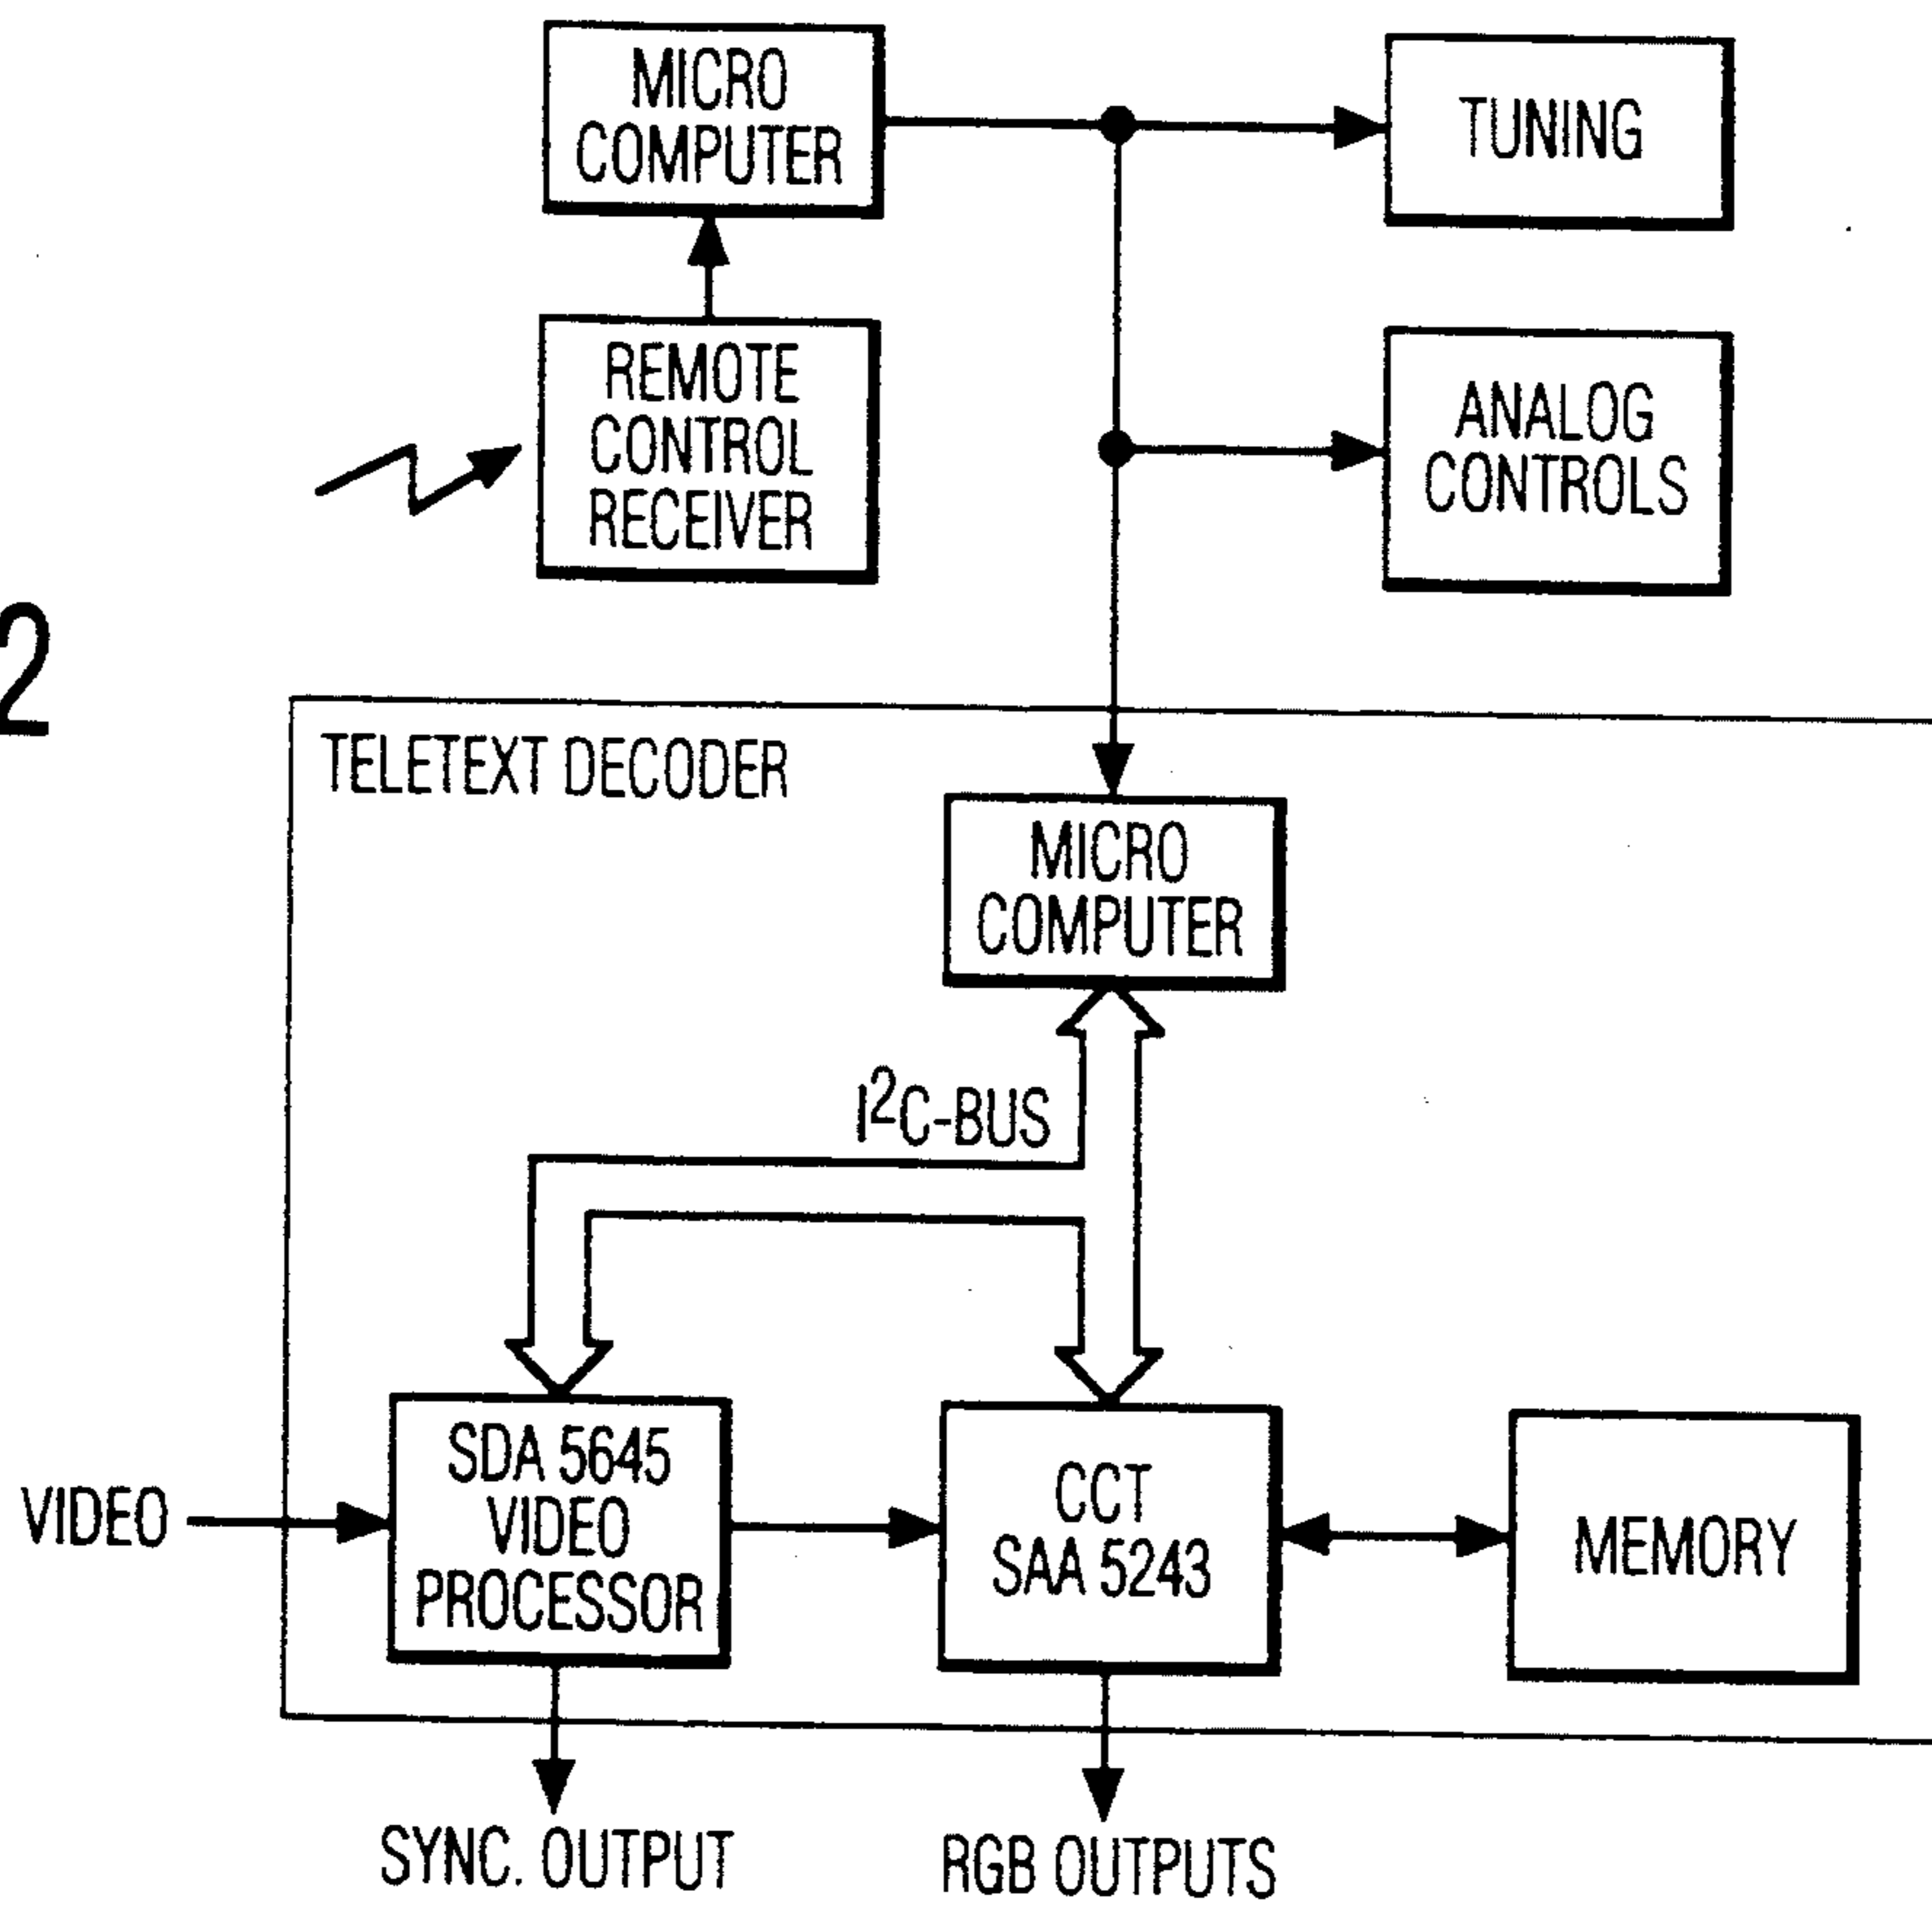 MICRO
COMPUTER
TUNING
REMOTE
CONTROL
RECEIVER
ANALOG
CONTROLS
2
TELETEXT DECODER
MICRO
COMPUTER
I²C-BUS
SDA 5645
VIDEO
PROCESSOR
CCT
SAA 5243
MEMORY
VIDEO
SYNC. OUTPUT
RGB OUTPUTS